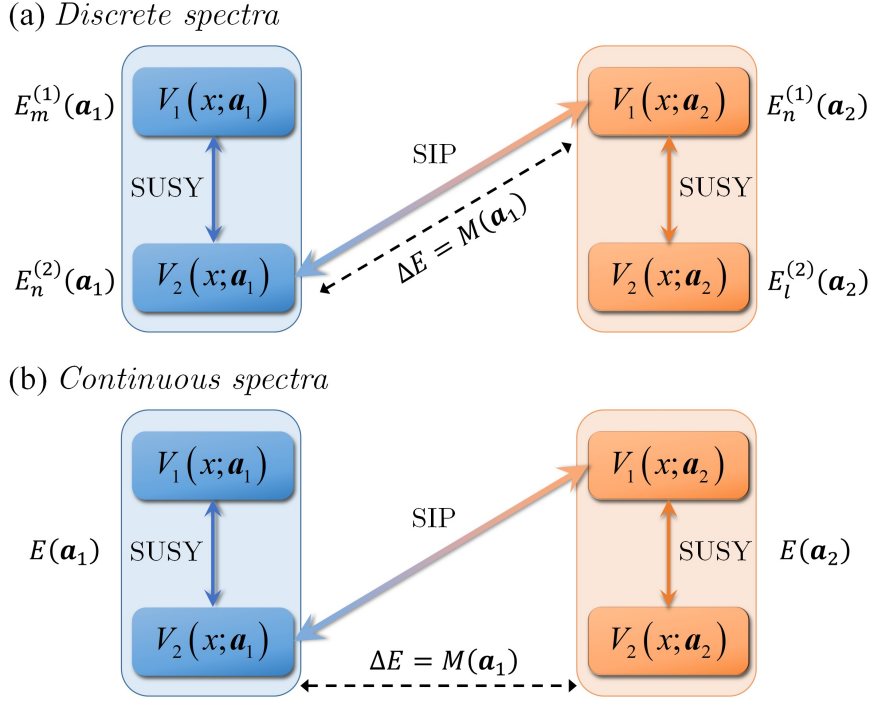 (a) Discrete spectra
E_m^{(1)}(a_1)
V_1(x; a_1)
V_1(x; a_2)
E_n^{(1)}(a_2)
SIP
SUSY
SUSY
ΔE = M(a_1)
E_n^{(2)}(a_1)
V_2(x; a_1)
V_2(x; a_2)
E_l^{(2)}(a_2)
(b) Continuous spectra
V_1(x; a_1)
V_1(x; a_2)
SIP
E(a_1)
SUSY
SUSY
E(a_2)
V_2(x; a_1)
V_2(x; a_2)
ΔE = M(a_1)